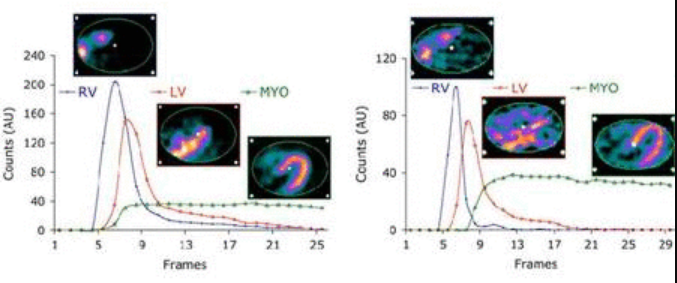 240
200
160
120
80
40
0
Counts (AU)
RV
LV
MYO
1 5 9 13 17 21 25
Frames
120
80
40
0
Counts (AU)
RV
LV
MYO
1 5 9 13 17 21 25 29
Frames